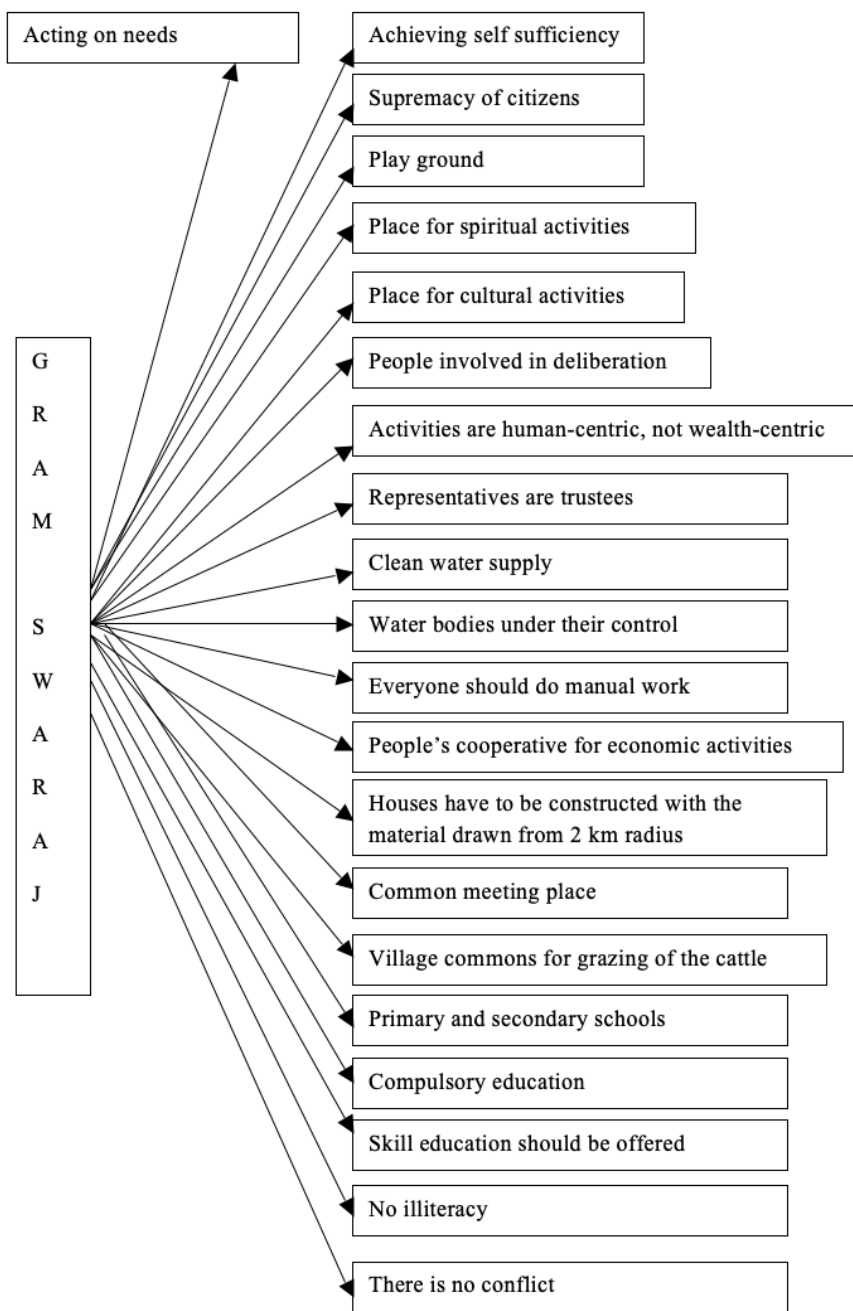 Acting on needs
Achieving self sufficiency
Supremacy of citizens
Play ground
Place for spiritual activities
Place for cultural activities
People involved in deliberation
Activities are human-centric, not wealth-centric
Representatives are trustees
Clean water supply
Water bodies under their control
Everyone should do manual work
People's cooperative for economic activities
Houses have to be constructed with the
material drawn from 2 km radius
Common meeting place
Village commons for grazing of the cattle
Primary and secondary schools
Compulsory education
Skill education should be offered
No illiteracy
There is no conflict
G
R
A
M
S
W
A
R
A
J